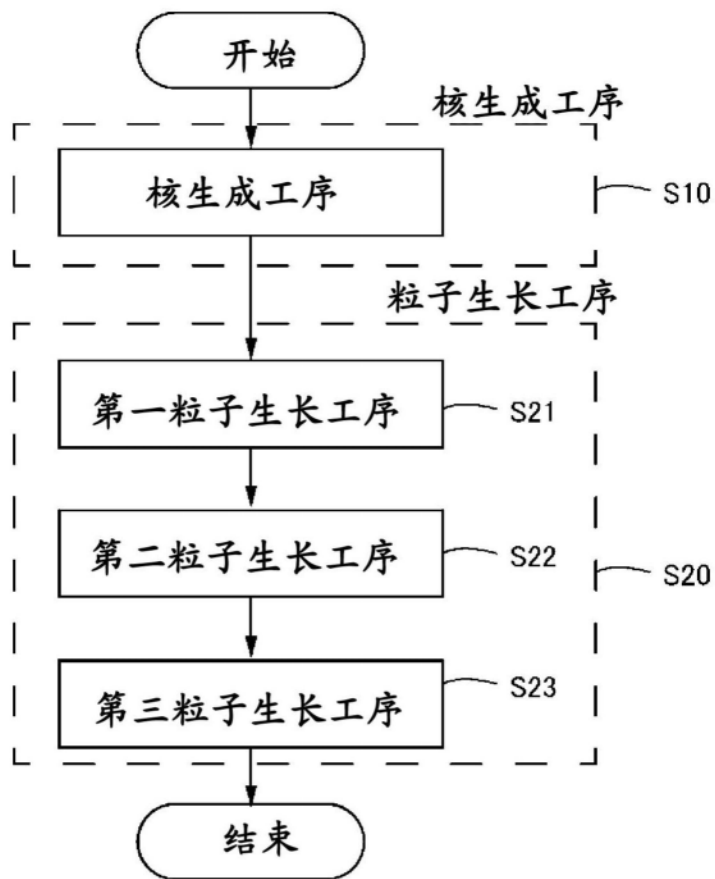 开始
核生成工序
核生成工序
S10
粒子生长工序
第一粒子生长工序
S21
第二粒子生长工序
S22
S20
第三粒子生长工序
S23
结束